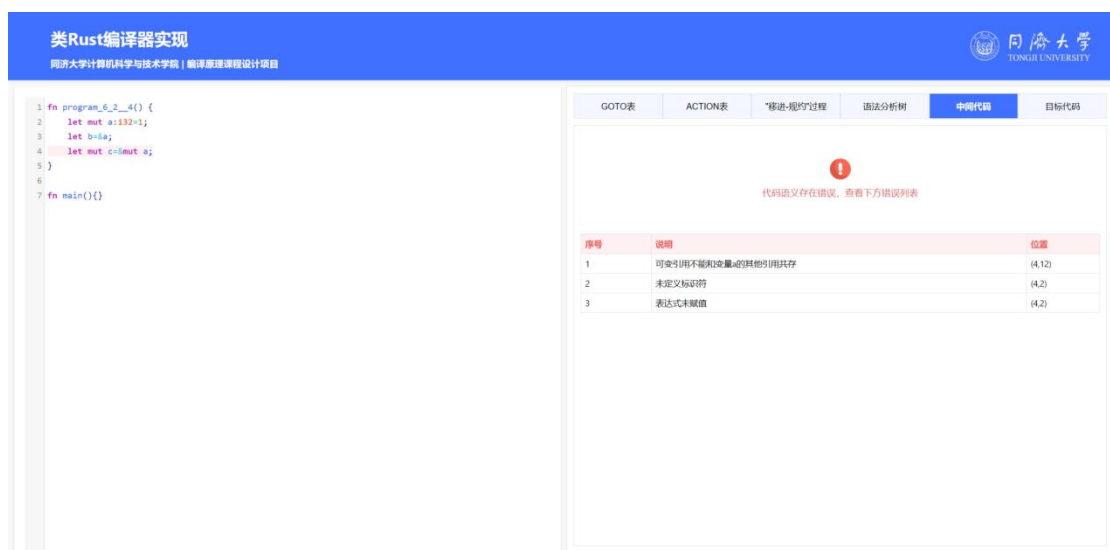 类Rust编译器实现
同济大学计算机科学与技术学院 | 编译原理课程设计项目
同濟大學
TONGJI UNIVERSITY
1 fn program_6_2__4() {
2 let mut a:i32=1;
3 let b=&a;
4 let mut c=&mut a;
5 }
6
7 fn main(){}
GOTO表 ACTION表 "移进-规约"过程 语法分析树 中间代码 目标代码
代码语义存在错误，查看下方错误列表
序号 说明 位置
1 可变引用不能和变量a的其他引用共存 (4,12)
2 未定义标识符 (4,2)
3 表达式未赋值 (4,2)